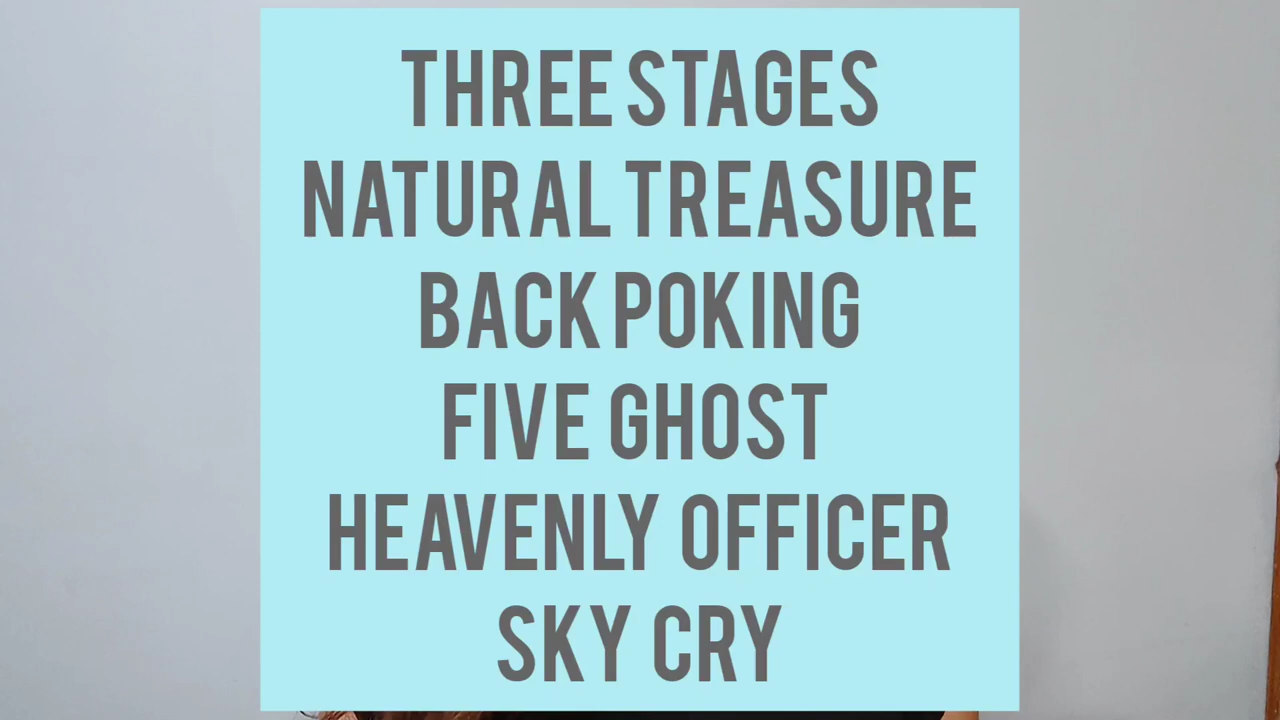 THREE STAGES
NATURAL TREASURE
BACK POKING
FIVE GHOST
HEAVENLY OFFICER
SKY CRY